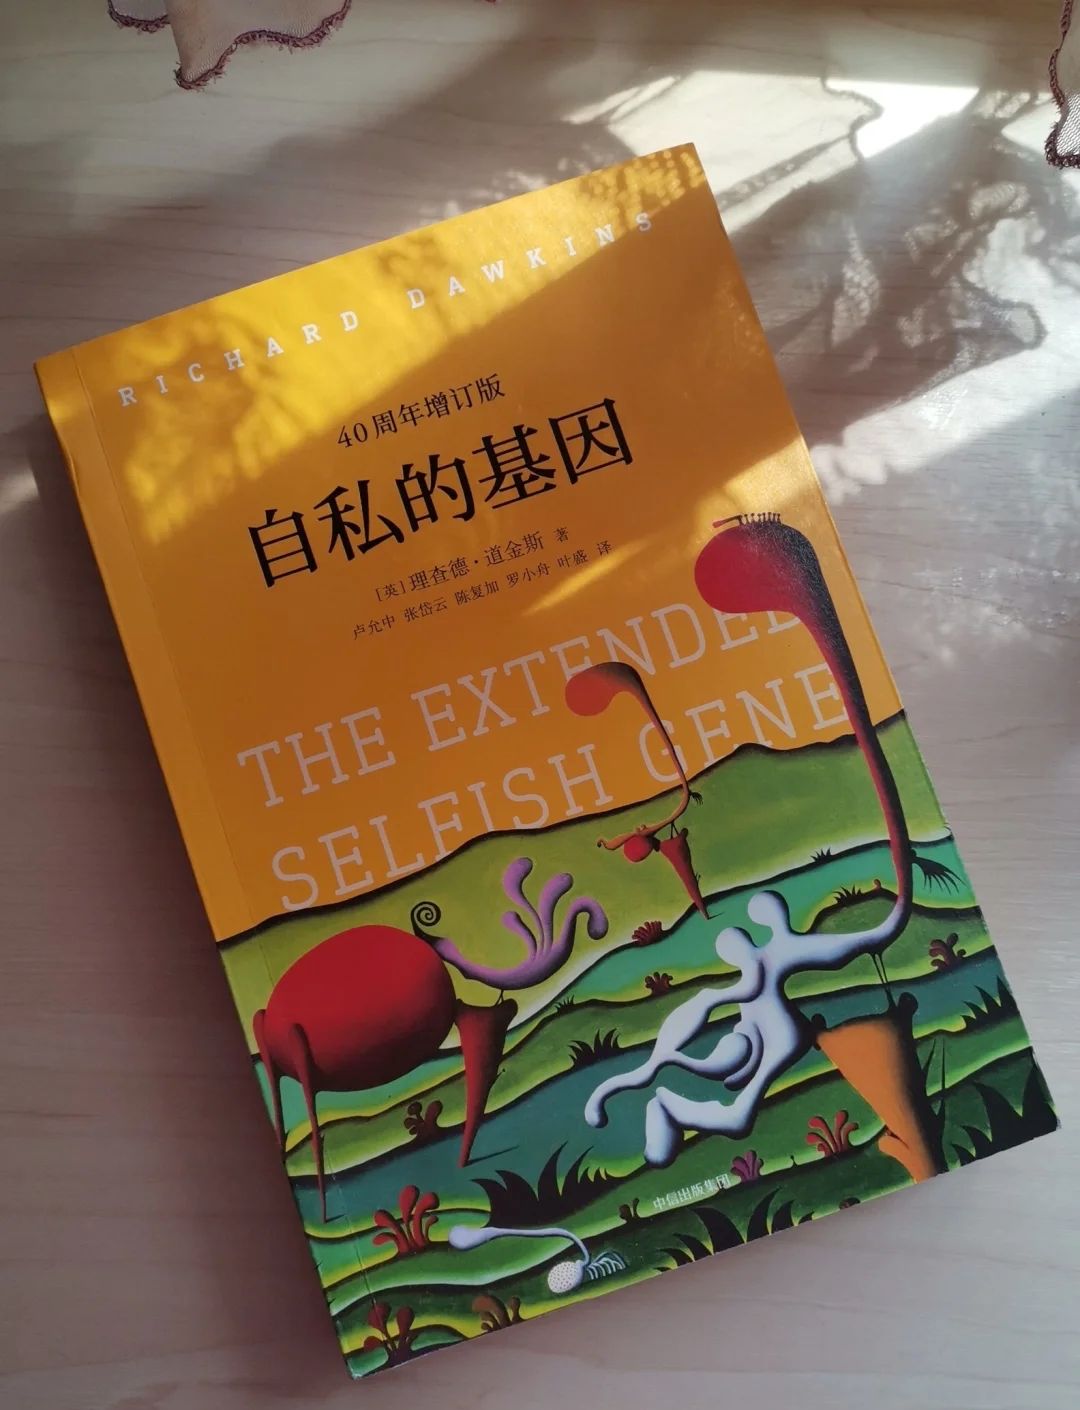 RICHARD DAWKINS
40周年增订版
自私的基因
[英]理查德·道金斯 著
卢允中 张岱云 陈复加 罗小舟 叶盛 译
THE EXTENDED
SELFISH GENE
中信出版集团